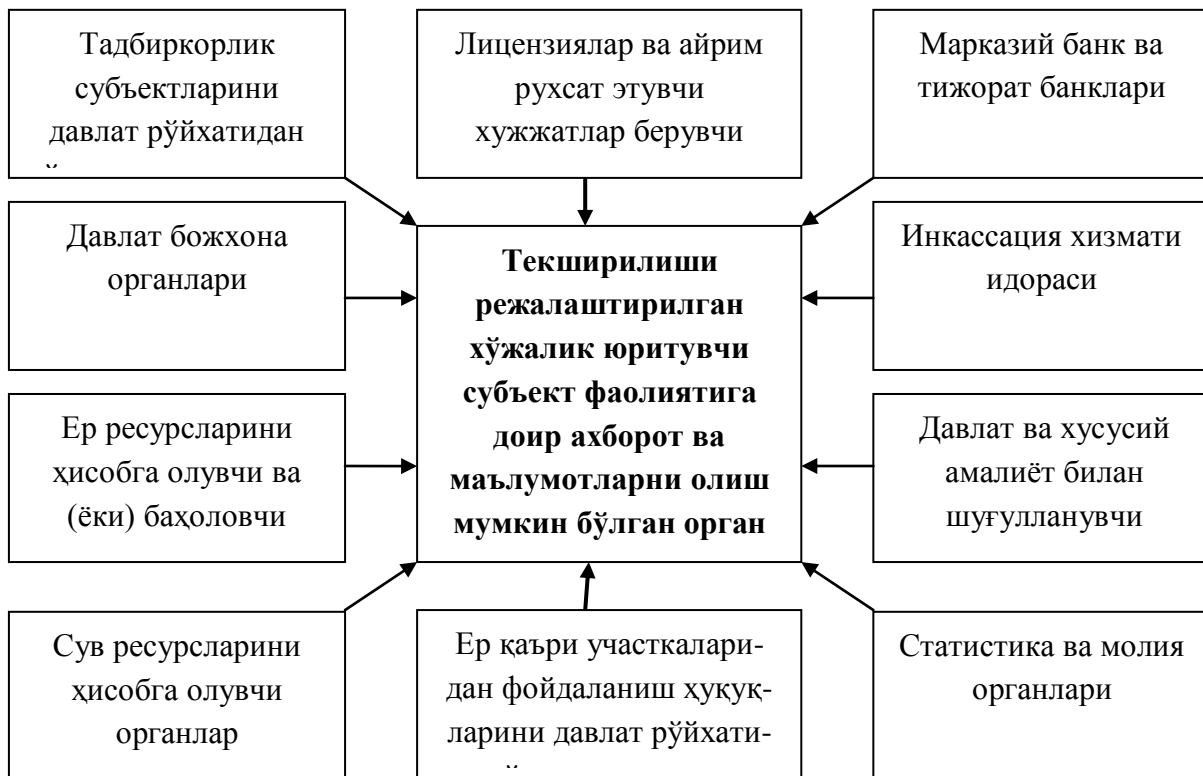 Тадбиркорлик
субъектларини
давлат рўйхатидан
Лицензиялар ва айрим
рухсат этувчи
хужжатлар берувчи
Марказий банк ва
тижорат банклари
Давлат божхона
органлари
Текширилиши
режалаштирилган
хўжалик юритувчи
субъект фаолиятига
доир ахборот ва
маълумотларни олиш
мумкин бўлган орган
Инкассация хизмати
идораси
Ер ресурсларини
ҳисобга олувчи ва
(ёки) баҳоловчи
Давлат ва хусусий
амалиёт билан
шуғулланувчи
Сув ресурсларини
ҳисобга олувчи
органлар
Ер қаъри участкалари-
дан фойдаланиш ҳуқуқ-
ларини давлат рўйхати-
Статистика ва молия
органлари